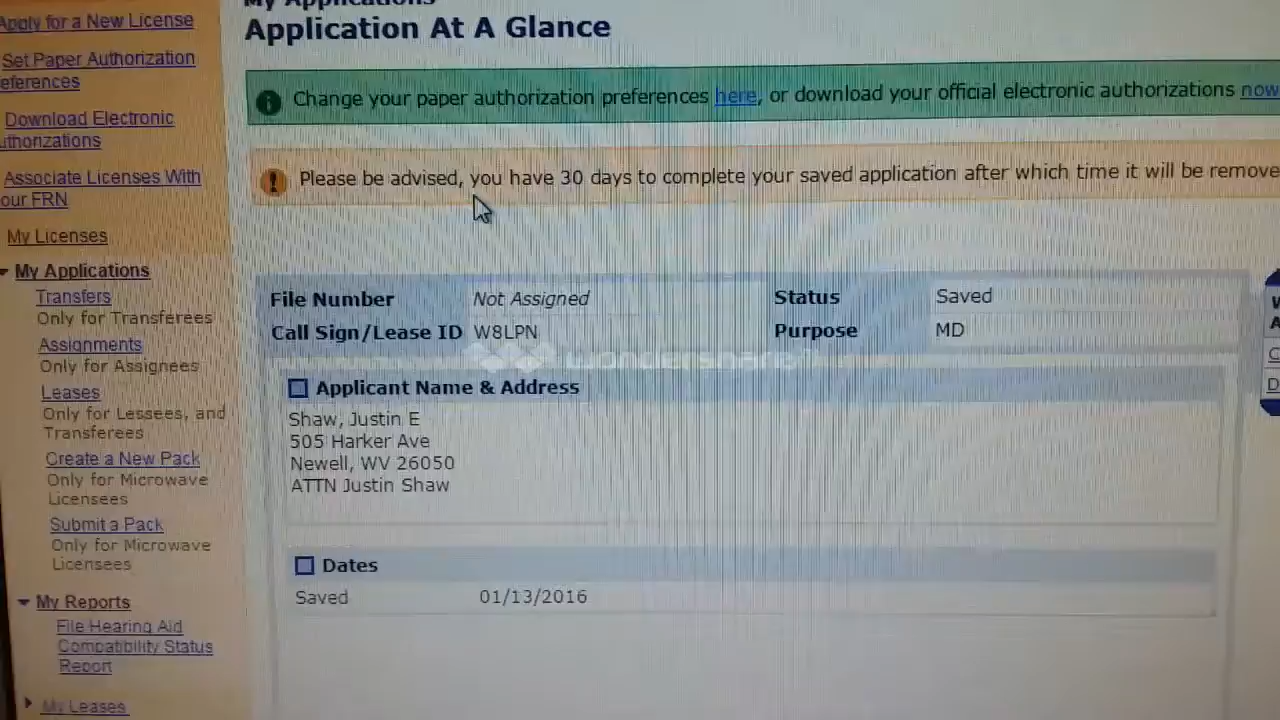 My Applications
Application At A Glance
Apply for a New License
Set Paper Authorization
eferences
Download Electronic
uthorizations
Associate Licenses With
our FRN
My Licenses
My Applications
Transfers
Only for Transferees
Assignments
Only for Assignees
Leases
Only for Lessees, and
Transferees
Create a New Pack
Only for Microwave
Licensees
Submit a Pack
Only for Microwave
Licensees
My Reports
File Hearing Aid
Compatibility Status
Report
My Leases
Change your paper authorization preferences here, or download your official electronic authorizations now
Please be advised, you have 30 days to complete your saved application after which time it will be remove
File Number Not Assigned Status Saved
Call Sign/Lease ID W8LPN Purpose MD
wondershare
Applicant Name & Address
Shaw, Justin E
505 Harker Ave
Newell, WV 26050
ATTN Justin Shaw
Dates
Saved 01/13/2016